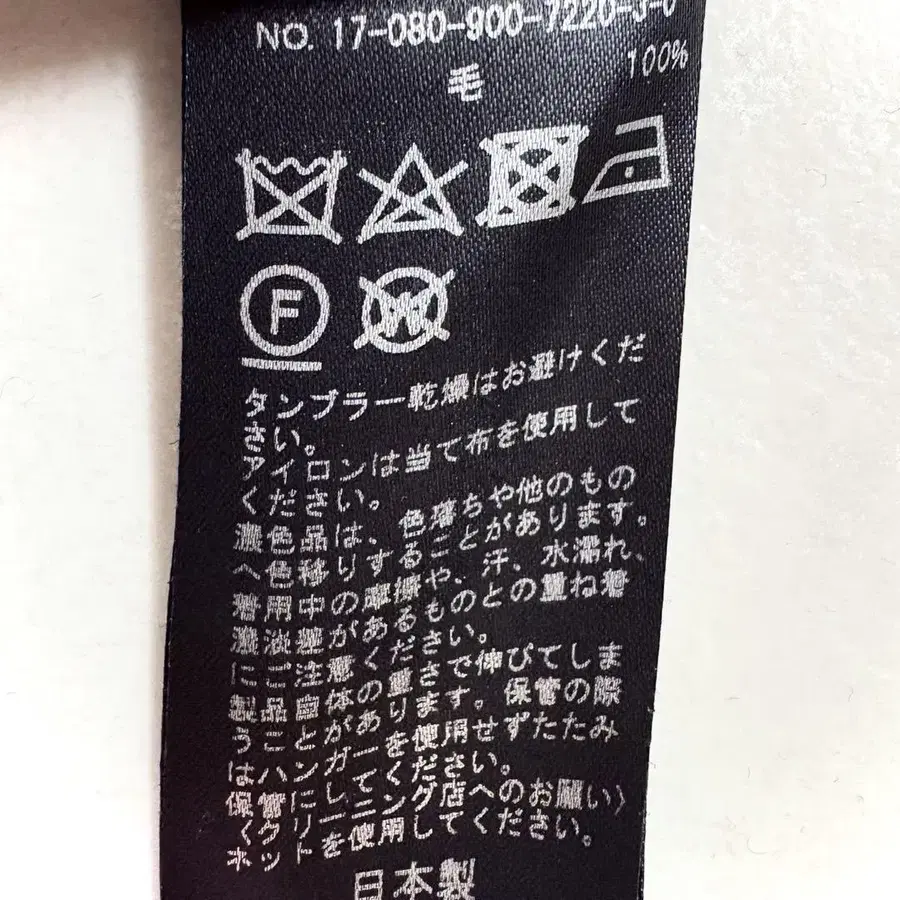 NO. 17-080-900-7220-3-0
毛 100%
F
W
タンブラー乾燥はお避けくだ
さい。
アイロンは当て布を使用して
ください。
濃色品は、色落ちや他のもの
へ色移りすることがあります。
着用中の摩擦や、汗、水濡れ、
濃淡差があるものとの重ね着
にご注意ください。
製品自体の重さで伸びてしま
うことがあります。保管の際
はハンガーを使用せずたたみ
保管にしてください。
〈クリーニング店へのお願い〉
ネットを使用してください。
日本製